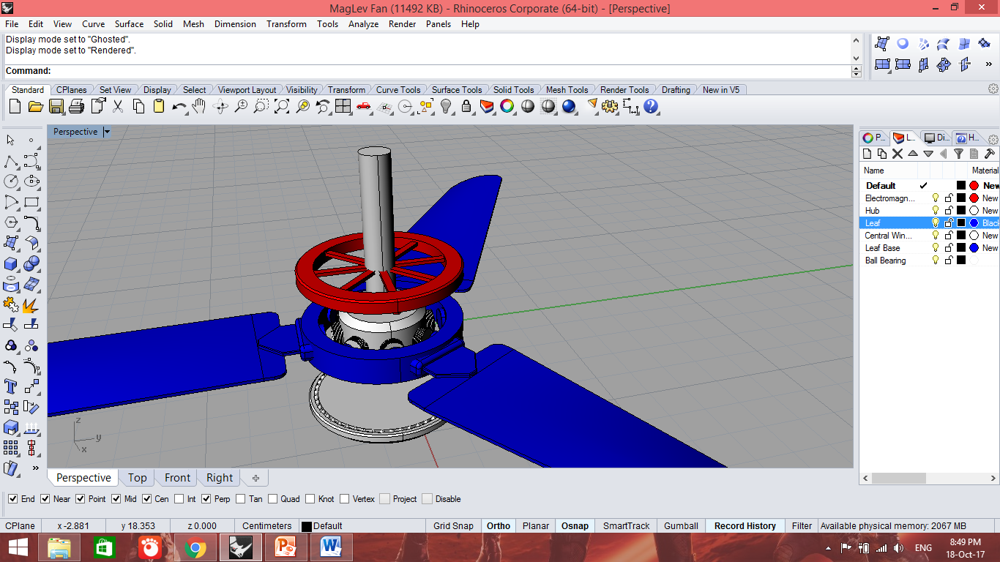 MagLev Fan (11492 KB) - Rhinoceros Corporate (64-bit) - [Perspective]
File Edit View Curve Surface Solid Mesh Dimension Transform Tools Analyze Render Panels Help
Display mode set to "Ghosted".
Display mode set to "Rendered".
Command:
Standard CPlanes Set View Display Select Viewport Layout Visibility Transform Curve Tools Surface Tools Solid Tools Mesh Tools Render Tools Drafting New in V5
Perspective
P... L... Di... H...
Name Material
Default New
Electromagn... New
Hub New
Leaf Black
Central Win... New
Leaf Base New
Ball Bearing
z
y
x
Perspective Top Front Right
End Near Point Mid Cen Int Perp Tan Quad Knot Vertex Project Disable
CPlane x -2.881 y 18.353 z 0.000 Centimeters Default Grid Snap Ortho Planar Osnap SmartTrack Gumball Record History Filter Available physical memory: 2067 MB
ENG
8:49 PM
18-Oct-17